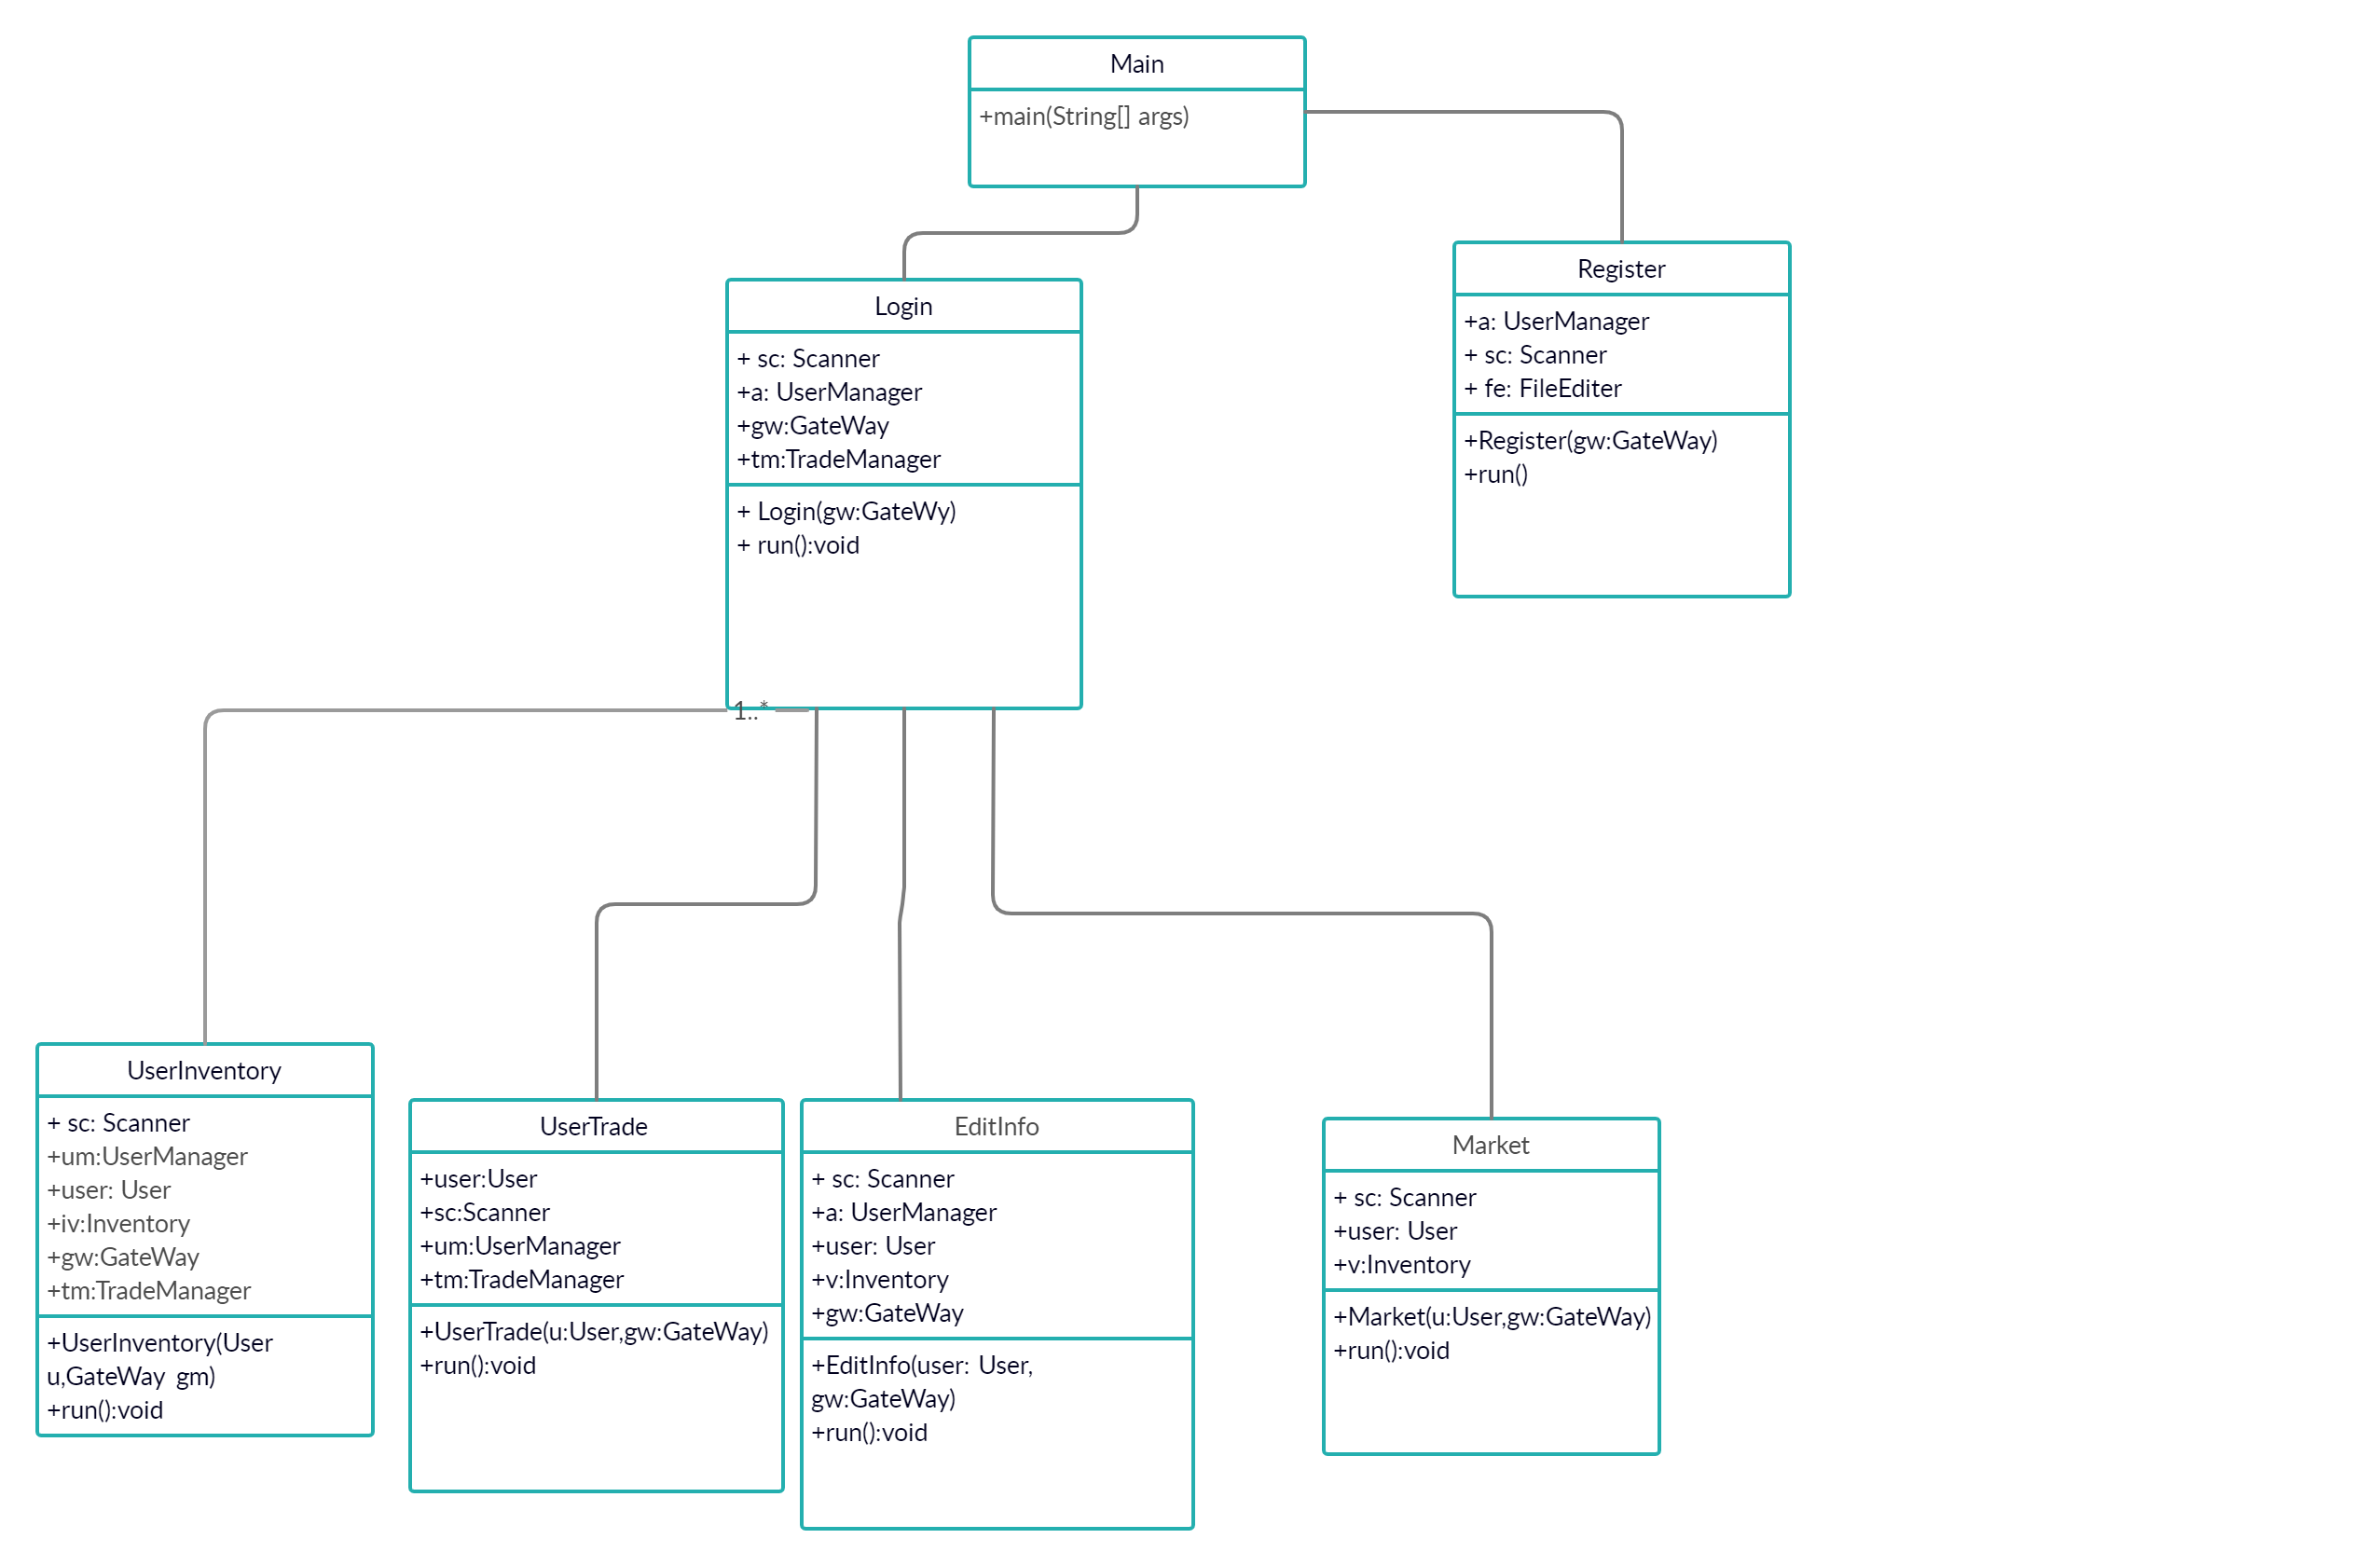 Main
+main(String[] args)
Login
+ sc: Scanner
+a: UserManager
+gw:GateWay
+tm:TradeManager
+ Login(gw:GateWy)
+ run():void
1..*
Register
+a: UserManager
+ sc: Scanner
+ fe: FileEditer
+Register(gw:GateWay)
+run()
UserInventory
+ sc: Scanner
+um:UserManager
+user: User
+iv:Inventory
+gw:GateWay
+tm:TradeManager
+UserInventory(User
u,GateWay gm)
+run():void
UserTrade
+user:User
+sc:Scanner
+um:UserManager
+tm:TradeManager
+UserTrade(u:User,gw:GateWay)
+run():void
EditInfo
+ sc: Scanner
+a: UserManager
+user: User
+v:Inventory
+gw:GateWay
+EditInfo(user: User,
gw:GateWay)
+run():void
Market
+ sc: Scanner
+user: User
+v:Inventory
+Market(u:User,gw:GateWay)
+run():void